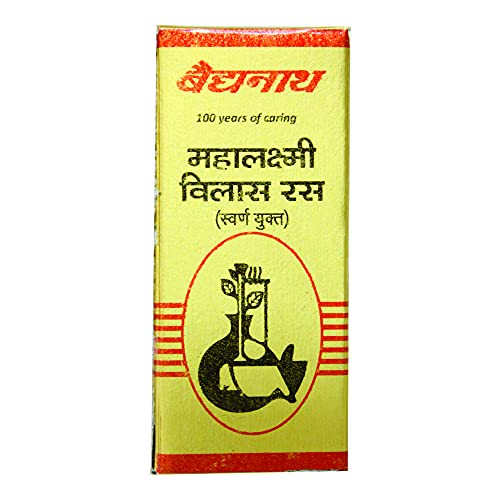 बैद्यनाथ
100 years of caring
महालक्ष्मी
विलास रस
(स्वर्ण युक्त)